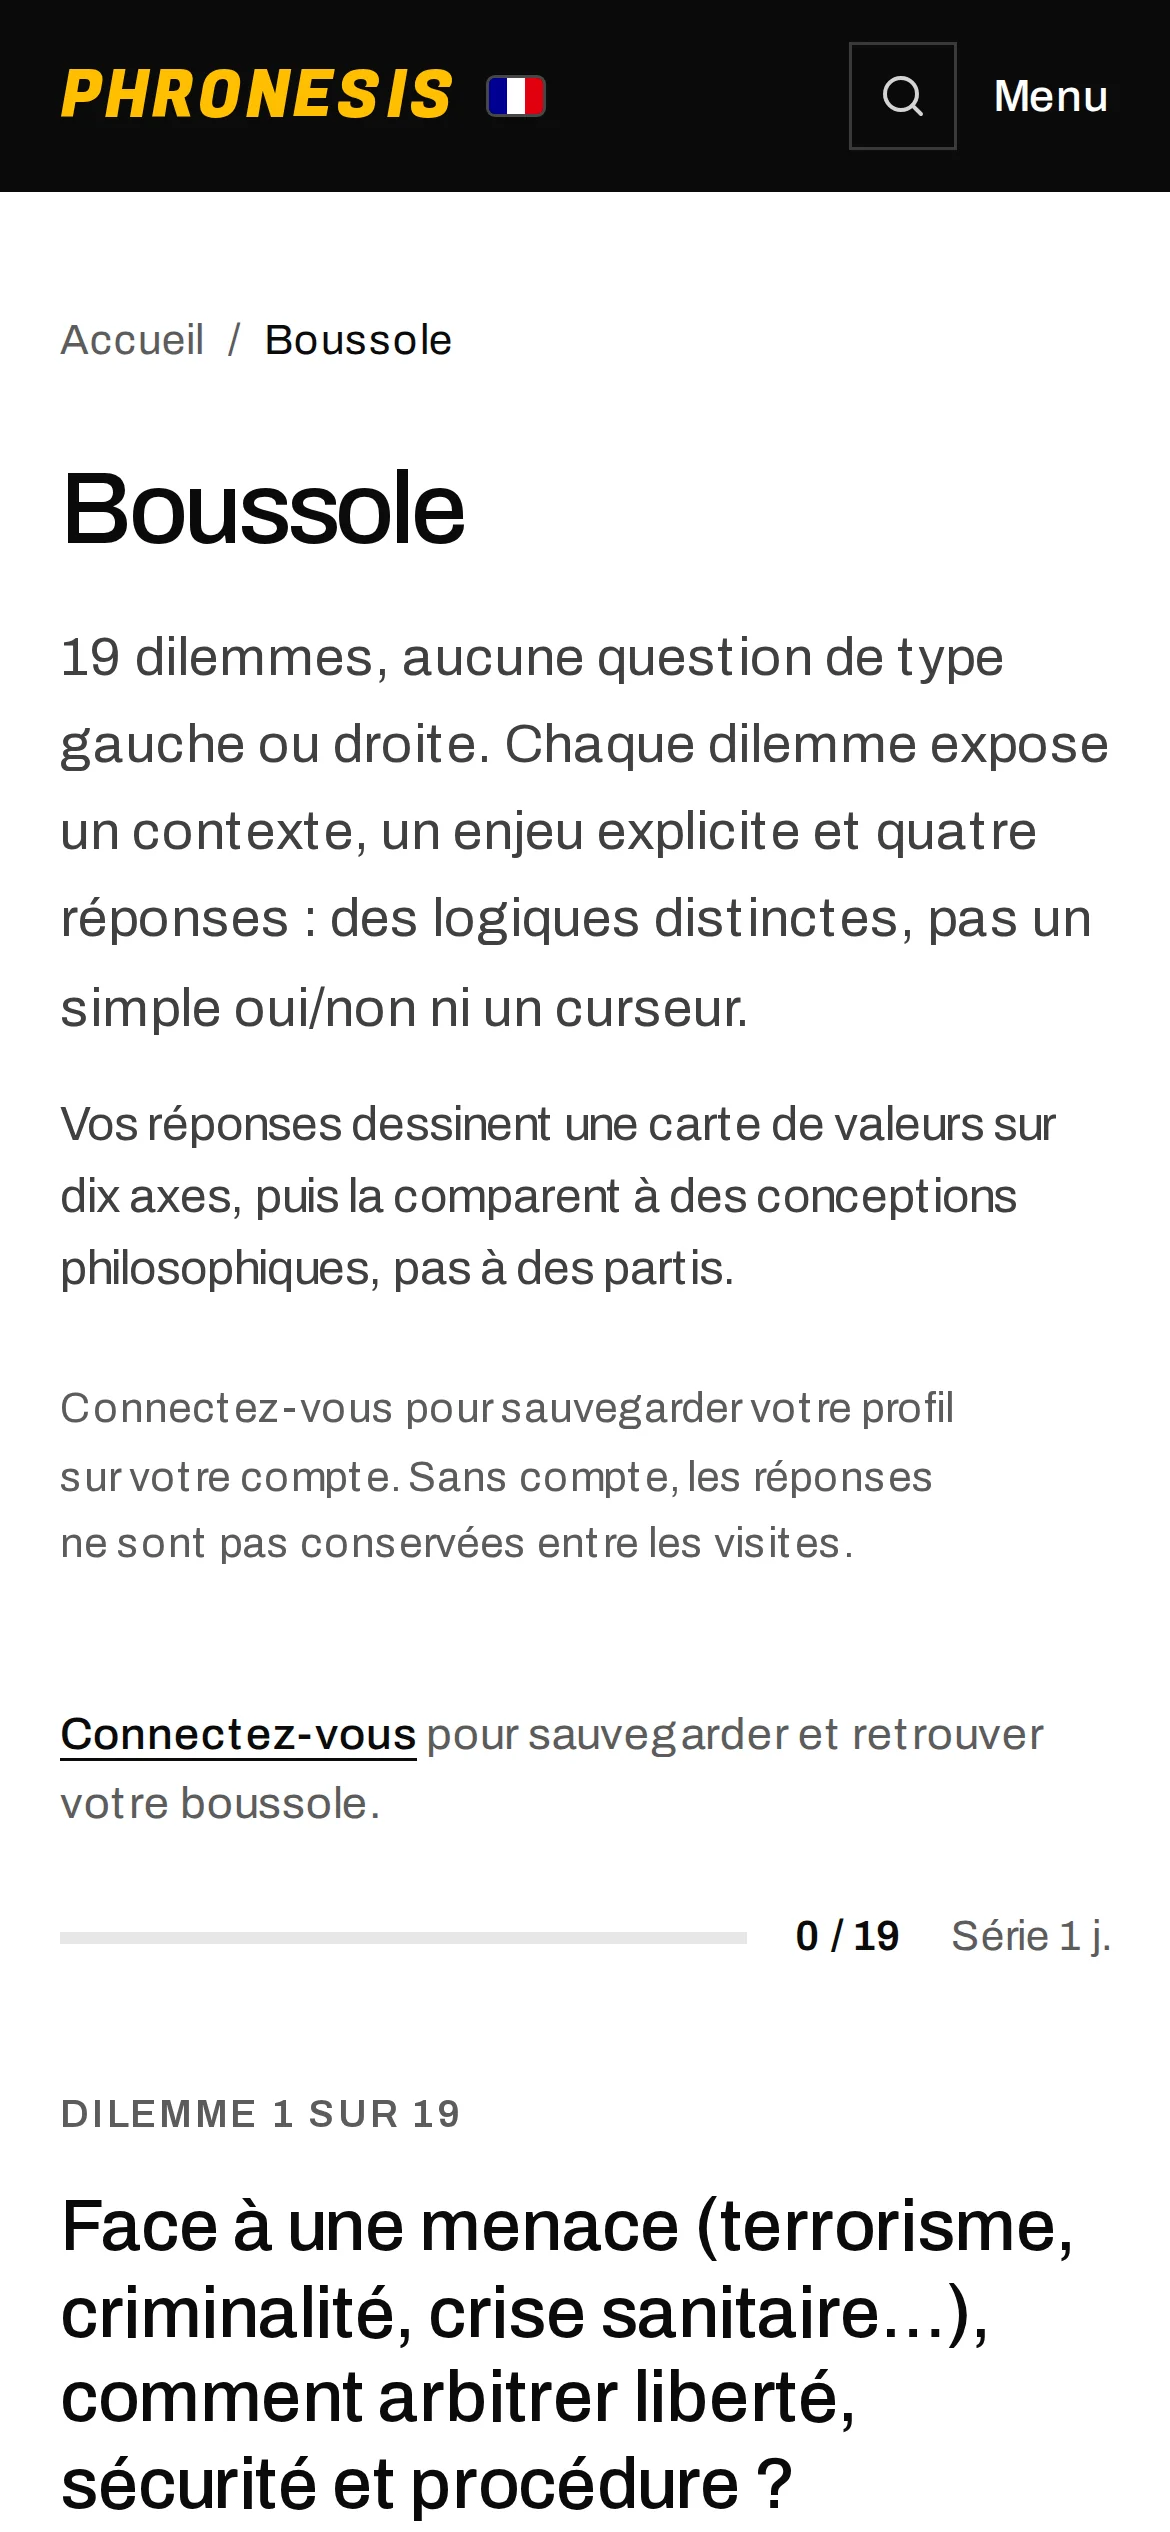 PHRONESIS
Menu
Accueil / Boussole
Boussole
19 dilemmes, aucune question de type
gauche ou droite. Chaque dilemme expose
un contexte, un enjeu explicite et quatre
réponses : des logiques distinctes, pas un
simple oui/non ni un curseur.
Vos réponses dessinent une carte de valeurs sur
dix axes, puis la comparent à des conceptions
philosophiques, pas à des partis.
Connectez-vous pour sauvegarder votre profil
sur votre compte. Sans compte, les réponses
ne sont pas conservées entre les visites.
Connectez-vous pour sauvegarder et retrouver
votre boussole.
0 / 19 Série 1 j.
DILEMME 1 SUR 19
Face à une menace (terrorisme,
criminalité, crise sanitaire…),
comment arbitrer liberté,
sécurité et procédure ?